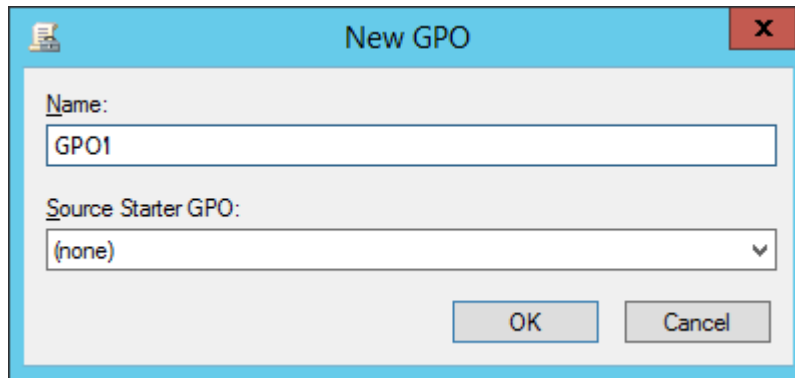 New GPO
x
Name:
GPO1
Source Starter GPO:
(none)
OK Cancel